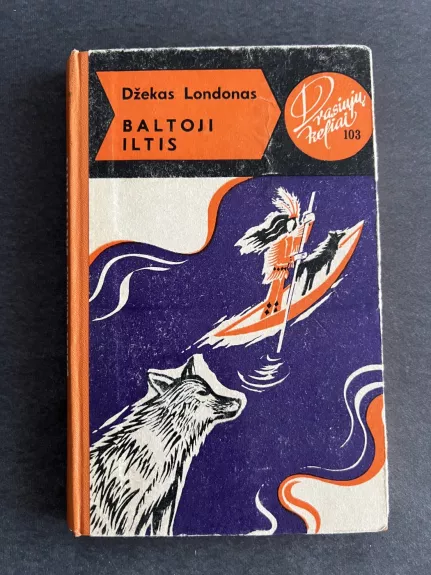 Džekas Londonas
BALTOJI
ILTIS
Drąsiųjų
keliai
103